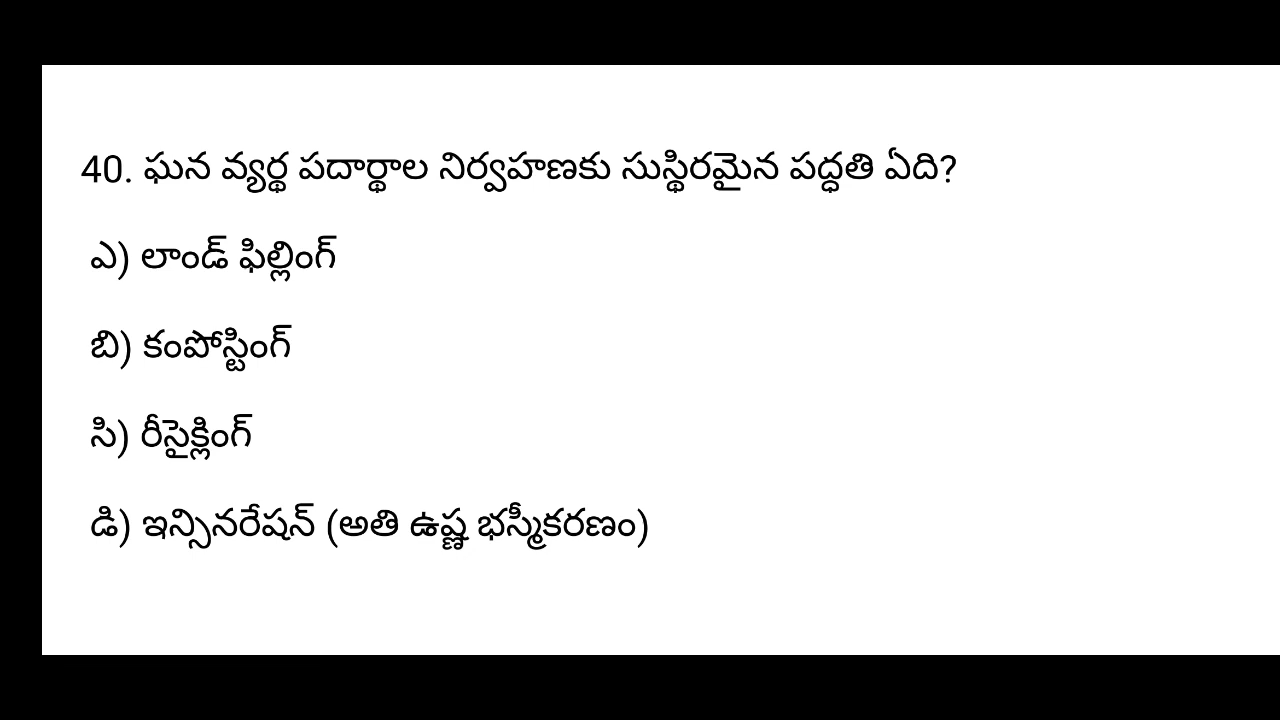 40. ఘన వ్యర్థ పదార్థాల నిర్వహణకు సుస్థిరమైన పద్ధతి ఏది?
ఎ) లాండ్ ఫిల్లింగ్
బి) కంపోస్టింగ్
సి) రీసైక్లింగ్
డి) ఇన్సినరేషన్ (అతి ఉష్ణ భస్మీకరణం)